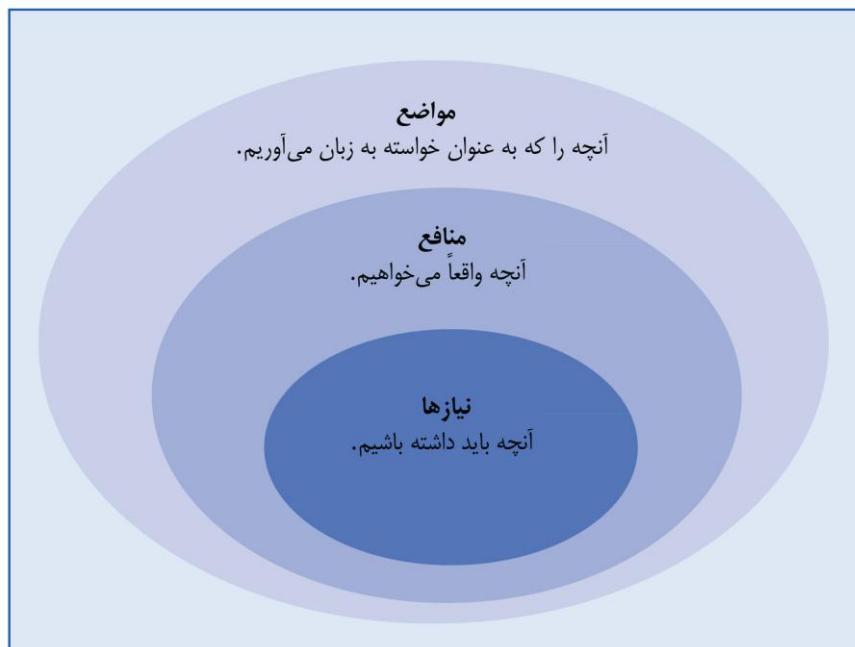 مواضع
آنچه را که به عنوان خواسته به زبان می‌آوریم.
منافع
آنچه واقعاً می‌خواهیم.
نیازها
آنچه باید داشته باشیم.